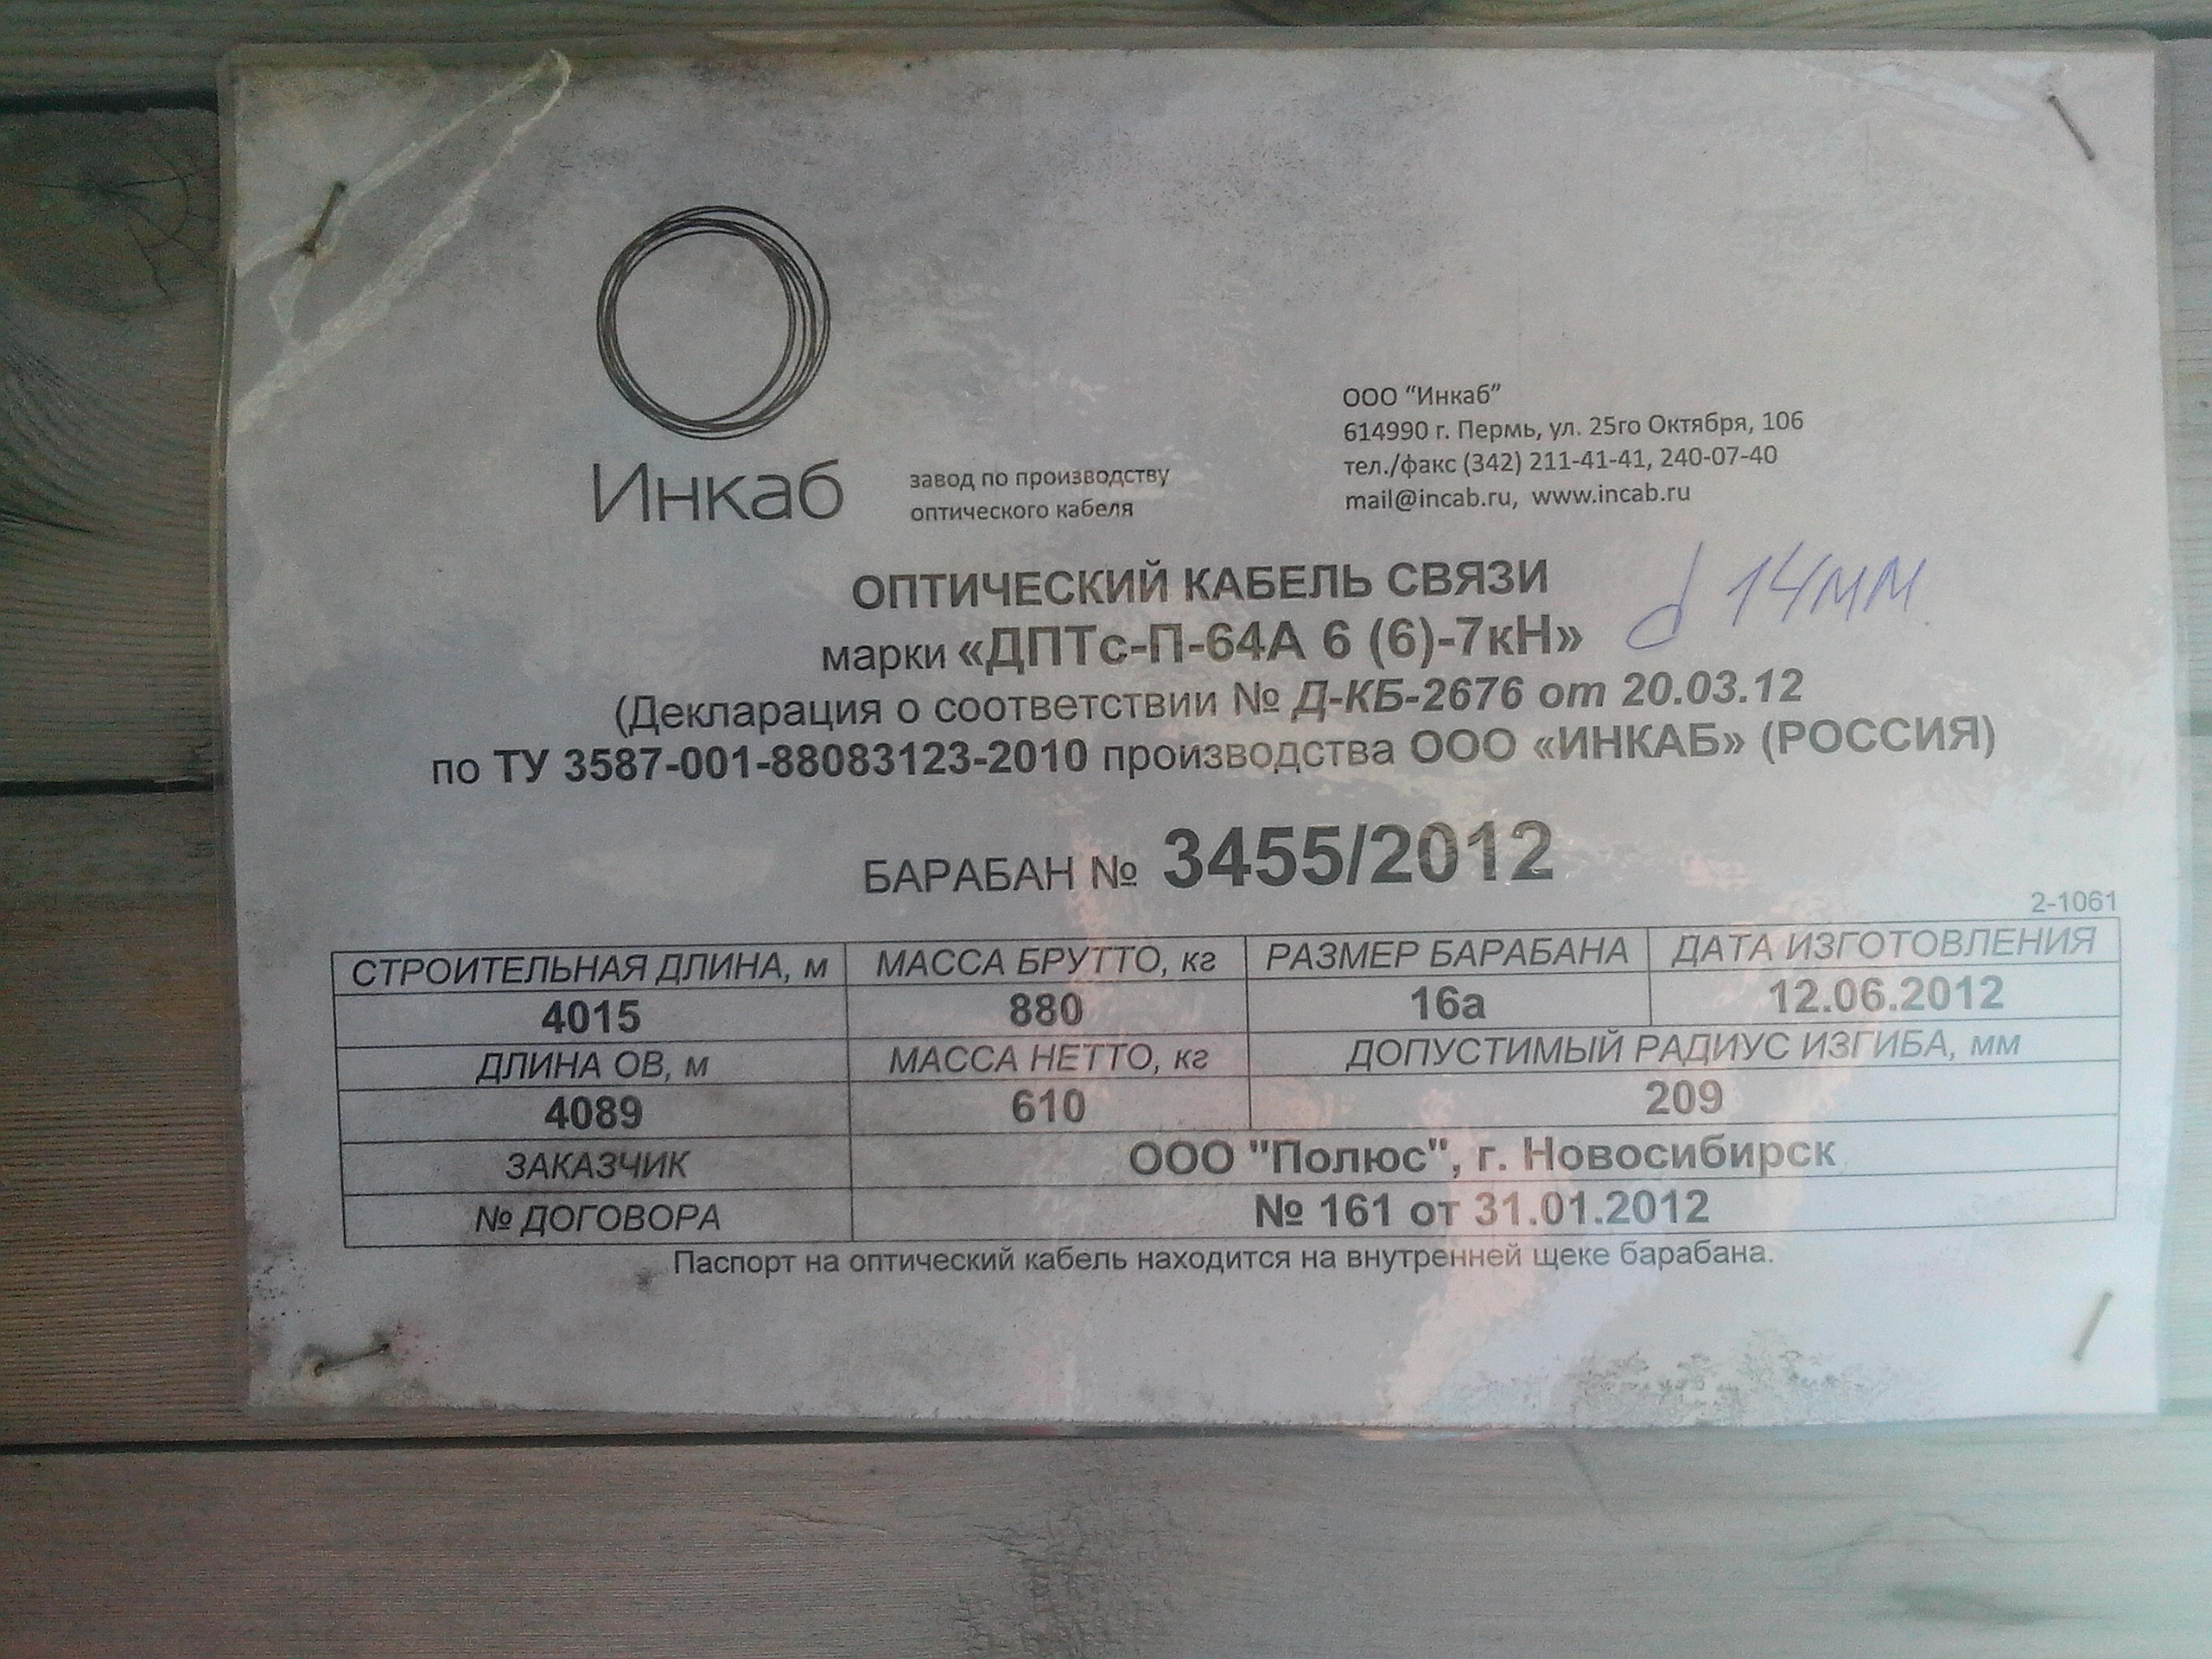 Инкаб
завод по производству
оптического кабеля
ООО “Инкаб”
614990 г. Пермь, ул. 25го Октября, 106
тел./факс (342) 211-41-41, 240-07-40
mail@incab.ru, www.incab.ru
ОПТИЧЕСКИЙ КАБЕЛЬ СВЯЗИ
марки «ДПТс-П-64А 6 (6)-7кН»
d 14мм
(Декларация о соответствии № Д-КБ-2676 от 20.03.12
по ТУ 3587-001-88083123-2010 производства ООО «ИНКАБ» (РОССИЯ)
БАРАБАН № 3455/2012
2-1061
СТРОИТЕЛЬНАЯ ДЛИНА, м МАССА БРУТТО, кг РАЗМЕР БАРАБАНА ДАТА ИЗГОТОВЛЕНИЯ
4015 880 16а 12.06.2012
ДЛИНА ОВ, м МАССА НЕТТО, кг ДОПУСТИМЫЙ РАДИУС ИЗГИБА, мм
4089 610 209
ЗАКАЗЧИК ООО "Полюс", г. Новосибирск
№ ДОГОВОРА № 161 от 31.01.2012
Паспорт на оптический кабель находится на внутренней щеке барабана.